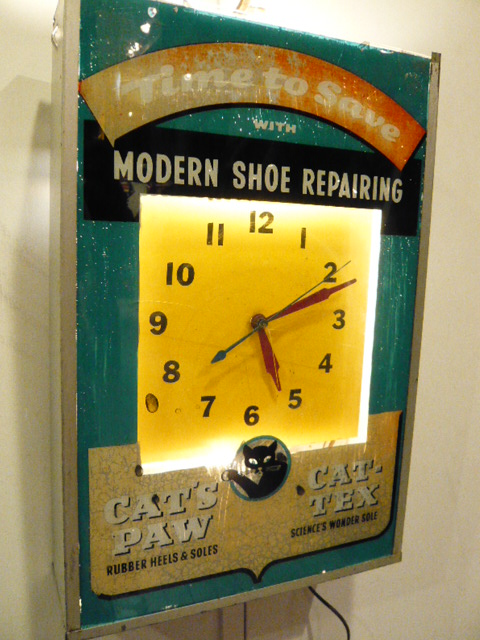 Time to Save
WITH
MODERN SHOE REPAIRING
12
11 1
10 2
9 3
8 4
7 5
6
CAT'S
PAW
RUBBER HEELS & SOLES
CAT-
TEX
SCIENCE'S WONDER SOLE